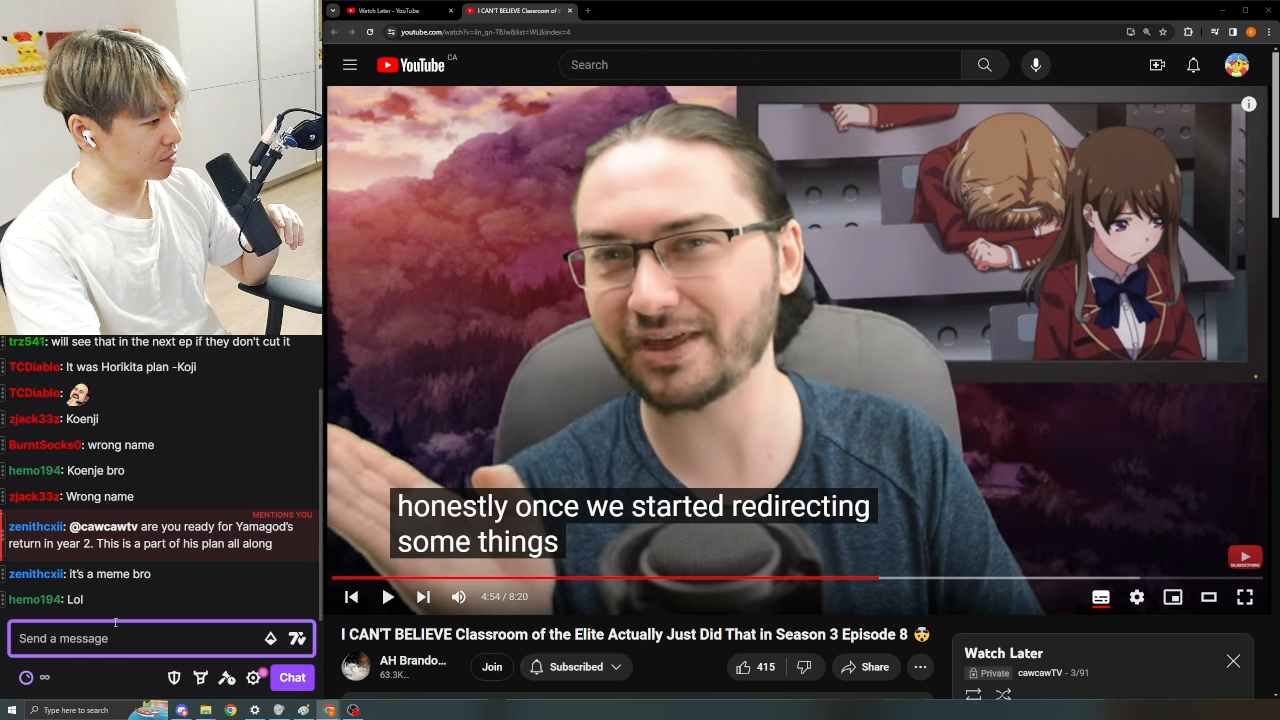 Watch Later - YouTube
I CAN'T BELIEVE Classroom of the
youtube.com/watch?v=iIn_qn-T8Jw&list=WL&index=4
YouTube CA
Search
honestly once we started redirecting
some things
SUBSCRIBE
4:54 / 8:20
I CAN'T BELIEVE Classroom of the Elite Actually Just Did That in Season 3 Episode 8
AH Brando...
63.3K...
Join
Subscribed
415
Share
Watch Later
Private cawcawTV - 3/91
trz541: will see that in the next ep if they don't cut it
TCDiablo: It was Horikita plan -Koji
TCDiablo:
zjack33z: Koenji
BurntSocks0: wrong name
hemo194: Koenje bro
zjack33z: Wrong name
MENTIONS YOU
zenithcxii: @cawcawtv are you ready for Yamagod's
return in year 2. This is a part of his plan all along
zenithcxii: it's a meme bro
hemo194: Lol
Send a message
Chat
Type here to search